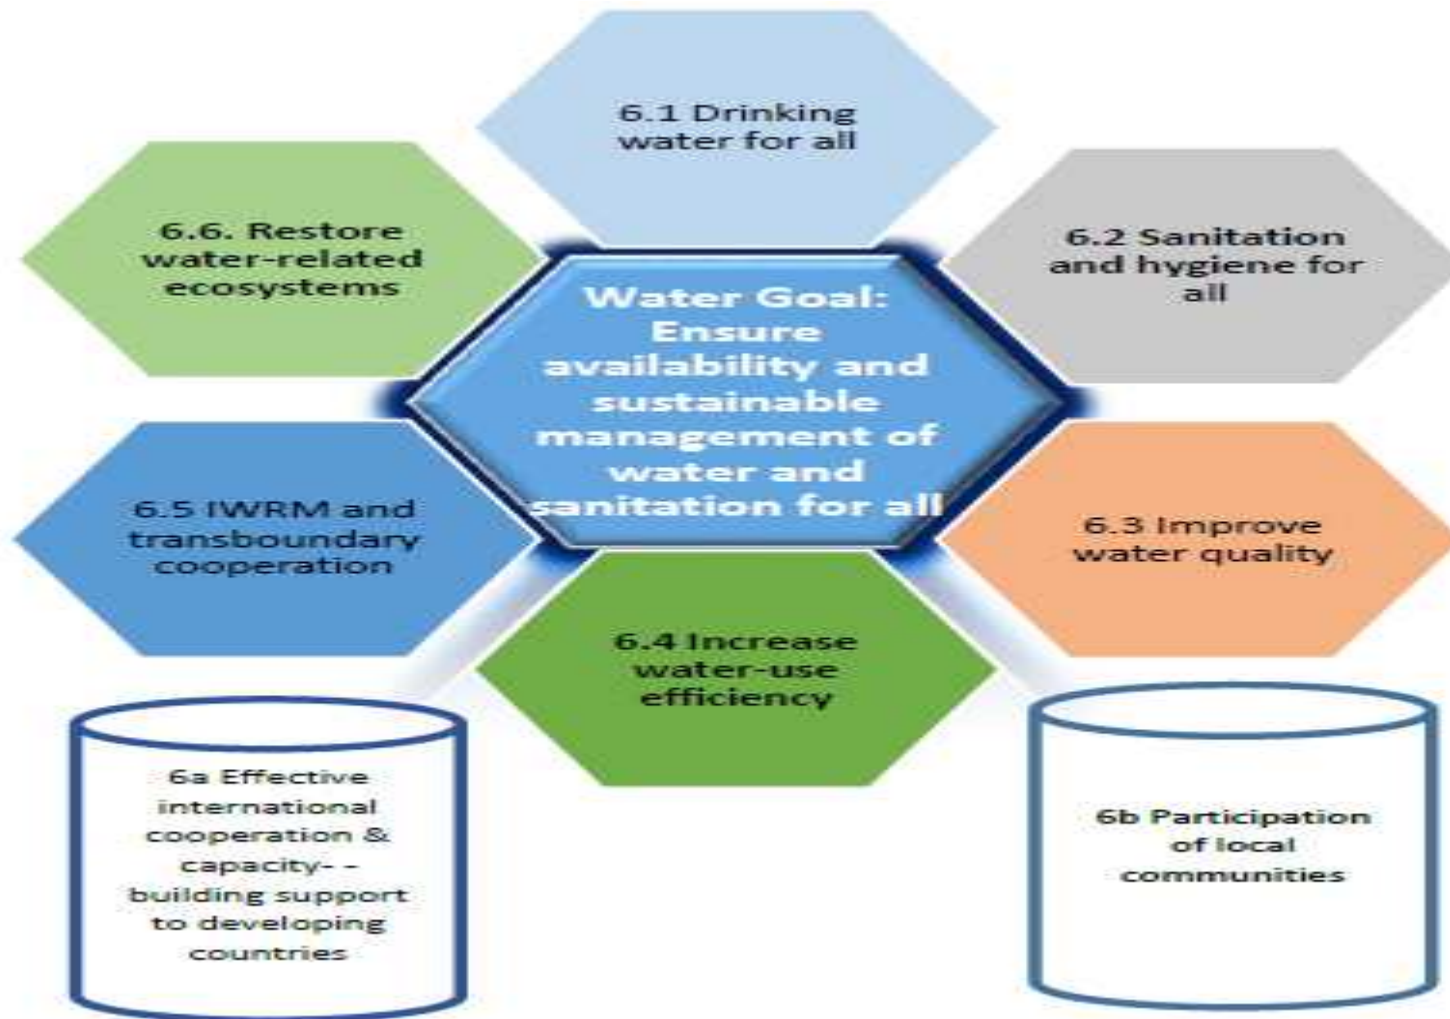 6.1 Drinking
water for all
6.6. Restore
water-related
ecosystems
6.2 Sanitation
and hygiene for
all
Water Goal:
Ensure
availability and
sustainable
management of
water and
sanitation for all
6.5 IWRM and
transboundary
cooperation
6.3 Improve
water quality
6.4 Increase
water-use
efficiency
6a Effective
international
cooperation &
capacity- -
building support
to developing
countries
6b Participation
of local
communities